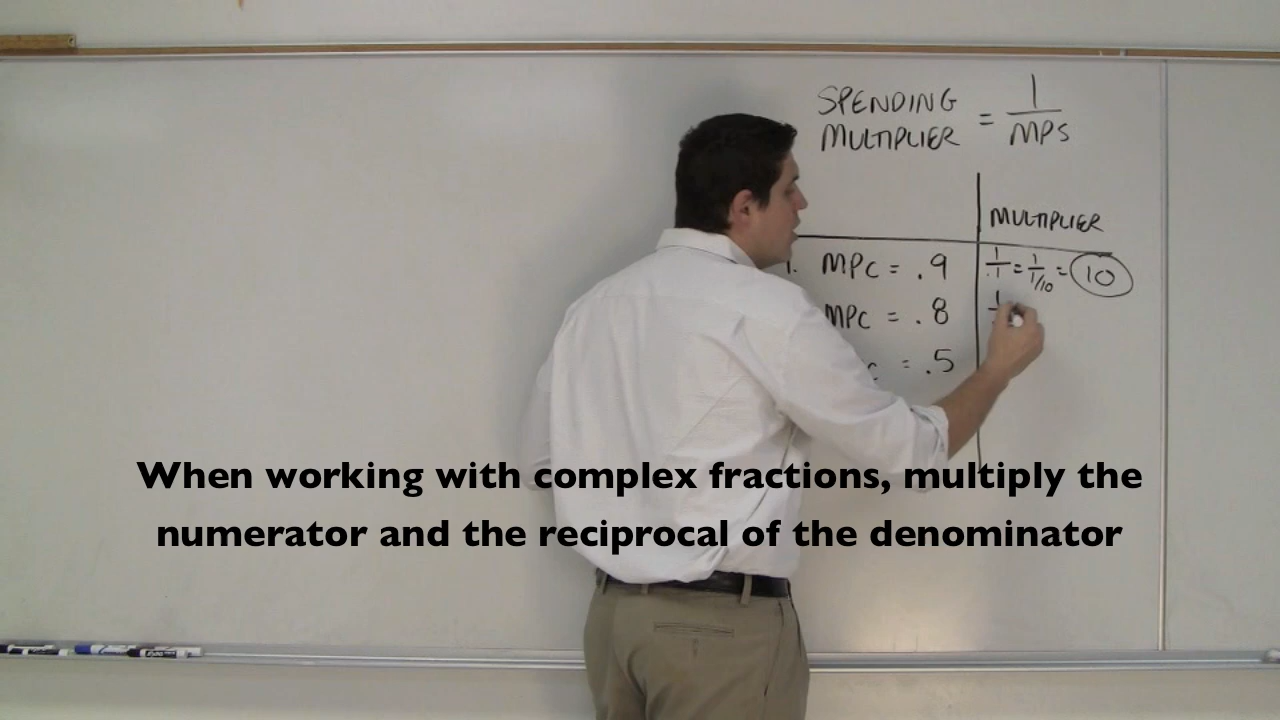 SPENDING
MULTIPLIER = 1/MPS
MULTIPLIER
1. MPC = .9 1/.1 = 1/1/10 = 10
MPC = .8 1
C = .5
When working with complex fractions, multiply the
numerator and the reciprocal of the denominator